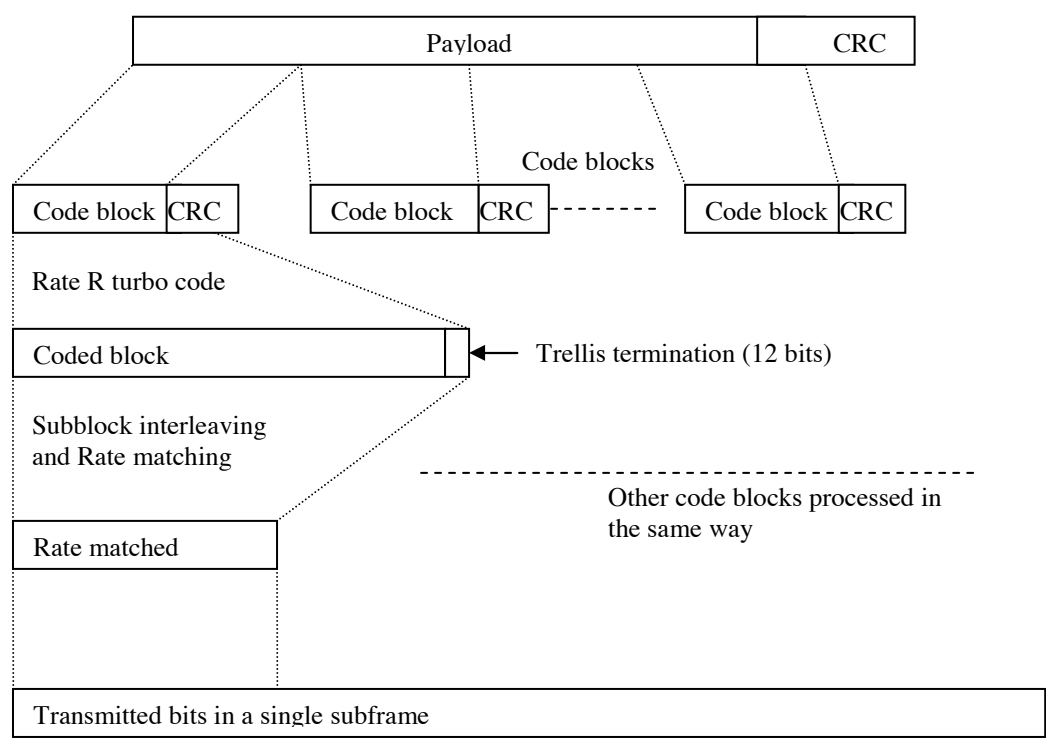 Payload CRC
Code blocks
Code block CRC Code block CRC Code block CRC
Rate R turbo code
Coded block
Trellis termination (12 bits)
Subblock interleaving
and Rate matching
Other code blocks processed in
the same way
Rate matched
Transmitted bits in a single subframe